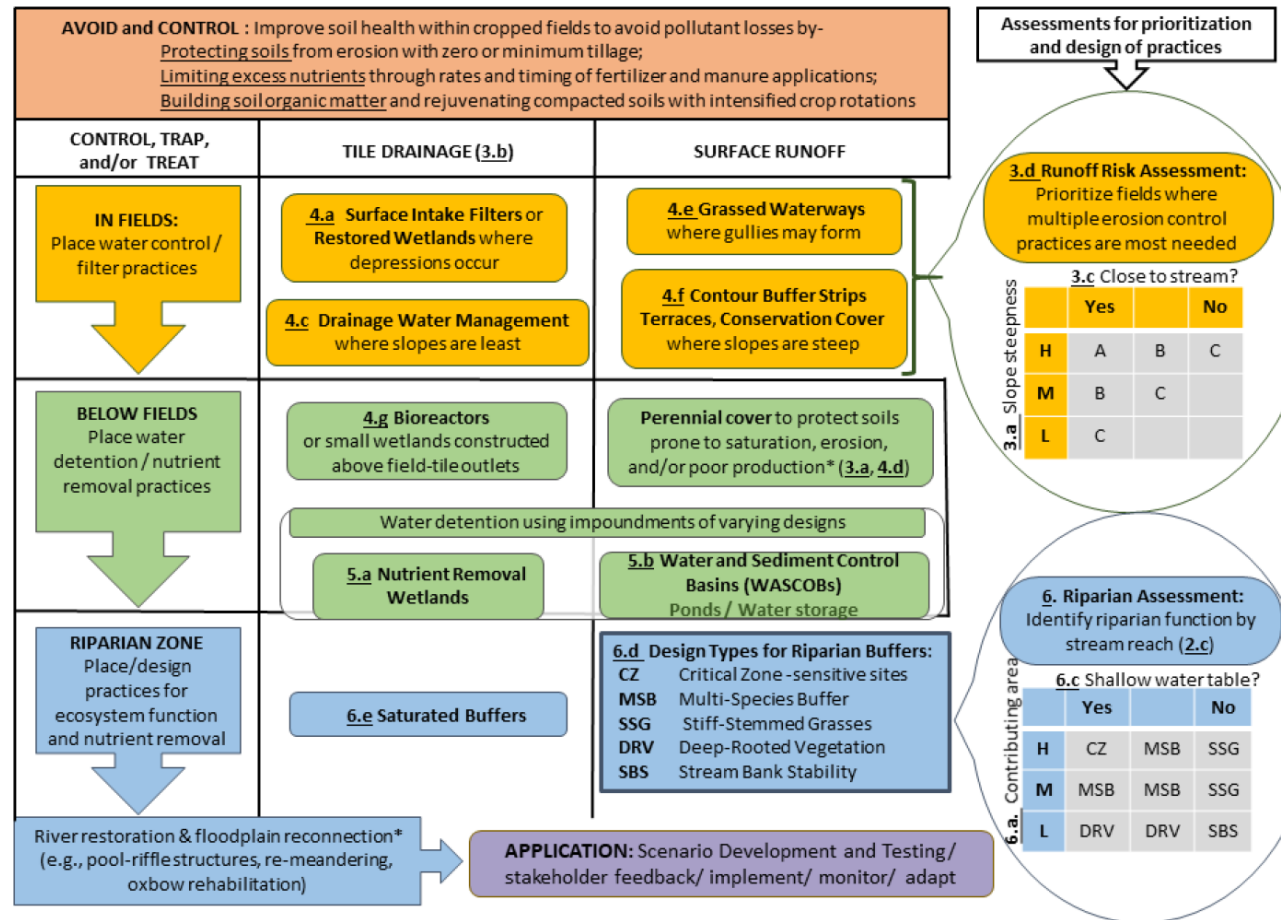 AVOID and CONTROL : Improve soil health within cropped fields to avoid pollutant losses by-
Protecting soils from erosion with zero or minimum tillage;
Limiting excess nutrients through rates and timing of fertilizer and manure applications;
Building soil organic matter and rejuvenating compacted soils with intensified crop rotations
Assessments for prioritization
and design of practices
CONTROL, TRAP,
and/or TREAT
TILE DRAINAGE (3.b)
SURFACE RUNOFF
IN FIELDS:
Place water control /
filter practices
4.a Surface Intake Filters or
Restored Wetlands where
depressions occur
4.c Drainage Water Management
where slopes are least
4.e Grassed Waterways
where gullies may form
4.f Contour Buffer Strips
Terraces, Conservation Cover
where slopes are steep
3.d Runoff Risk Assessment:
Prioritize fields where
multiple erosion control
practices are most needed
3.c Close to stream?
3.a Slope steepness
Yes No
H A B C
M B C
L C
BELOW FIELDS
Place water
detention / nutrient
removal practices
4.g Bioreactors
or small wetlands constructed
above field-tile outlets
Perennial cover to protect soils
prone to saturation, erosion,
and/or poor production* (3.a, 4.d)
Water detention using impoundments of varying designs
5.a Nutrient Removal
Wetlands
5.b Water and Sediment Control
Basins (WASCOBs)
Ponds / Water storage
RIPARIAN ZONE
Place/design
practices for
ecosystem function
and nutrient removal
6.e Saturated Buffers
6.d Design Types for Riparian Buffers:
CZ Critical Zone -sensitive sites
MSB Multi-Species Buffer
SSG Stiff-Stemmed Grasses
DRV Deep-Rooted Vegetation
SBS Stream Bank Stability
6. Riparian Assessment:
Identify riparian function by
stream reach (2.c)
6.c Shallow water table?
6.a. Contributing area
Yes No
H CZ MSB SSG
M MSB MSB SSG
L DRV DRV SBS
River restoration & floodplain reconnection*
(e.g., pool-riffle structures, re-meandering,
oxbow rehabilitation)
APPLICATION: Scenario Development and Testing/
stakeholder feedback/ implement/ monitor/ adapt